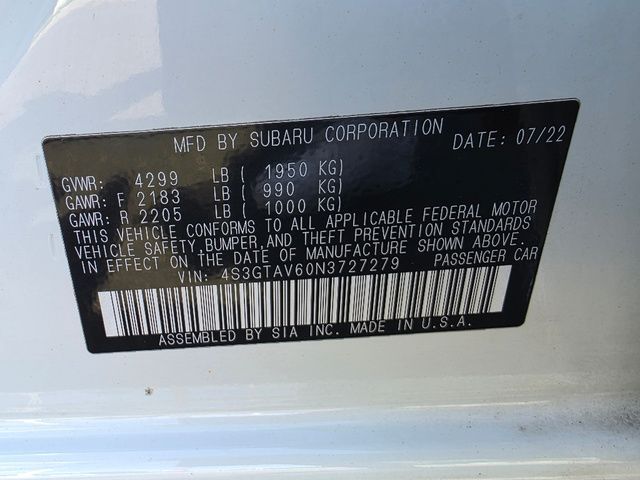 MFD BY SUBARU CORPORATION DATE: 07/22
GVWR: 4299 LB ( 1950 KG)
GAWR: F 2183 LB ( 990 KG)
GAWR: R 2205 LB ( 1000 KG)
THIS VEHICLE CONFORMS TO ALL APPLICABLE FEDERAL MOTOR
VEHICLE SAFETY, BUMPER, AND THEFT PREVENTION STANDARDS
IN EFFECT ON THE DATE OF MANUFACTURE SHOWN ABOVE.
VIN: 4S3GTAV60N3727279 PASSENGER CAR
ASSEMBLED BY SIA INC. MADE IN U.S.A.